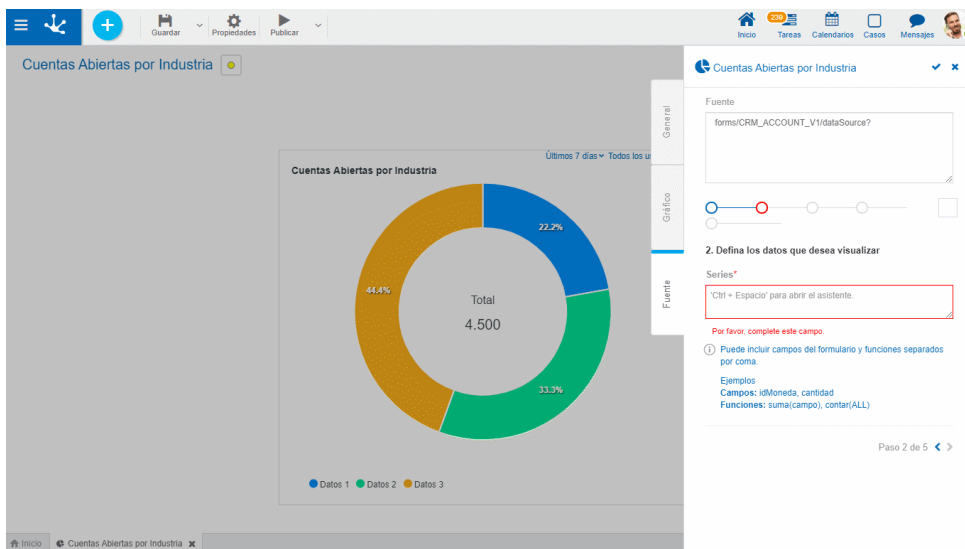 Guardar
Propiedades
Publicar
Inicio
239
Tareas
Calendarios
Casos
Mensajes
Cuentas Abiertas por Industria
Últimos 7 días Todos los u
Cuentas Abiertas por Industria
22.2%
44.4%
33.3%
Total
4.500
Datos 1 Datos 2 Datos 3
General
Gráfico
Fuente
Cuentas Abiertas por Industria
Fuente
forms/CRM_ACCOUNT_V1/dataSource?
2. Defina los datos que desea visualizar
Series*
'Ctrl + Espacio' para abrir el asistente.
Por favor, complete este campo.
Puede incluir campos del formulario y funciones separados
por coma.
Ejemplos
Campos: idMoneda, cantidad
Funciones: suma(campo), contar(ALL)
Paso 2 de 5
Inicio
Cuentas Abiertas por Industria